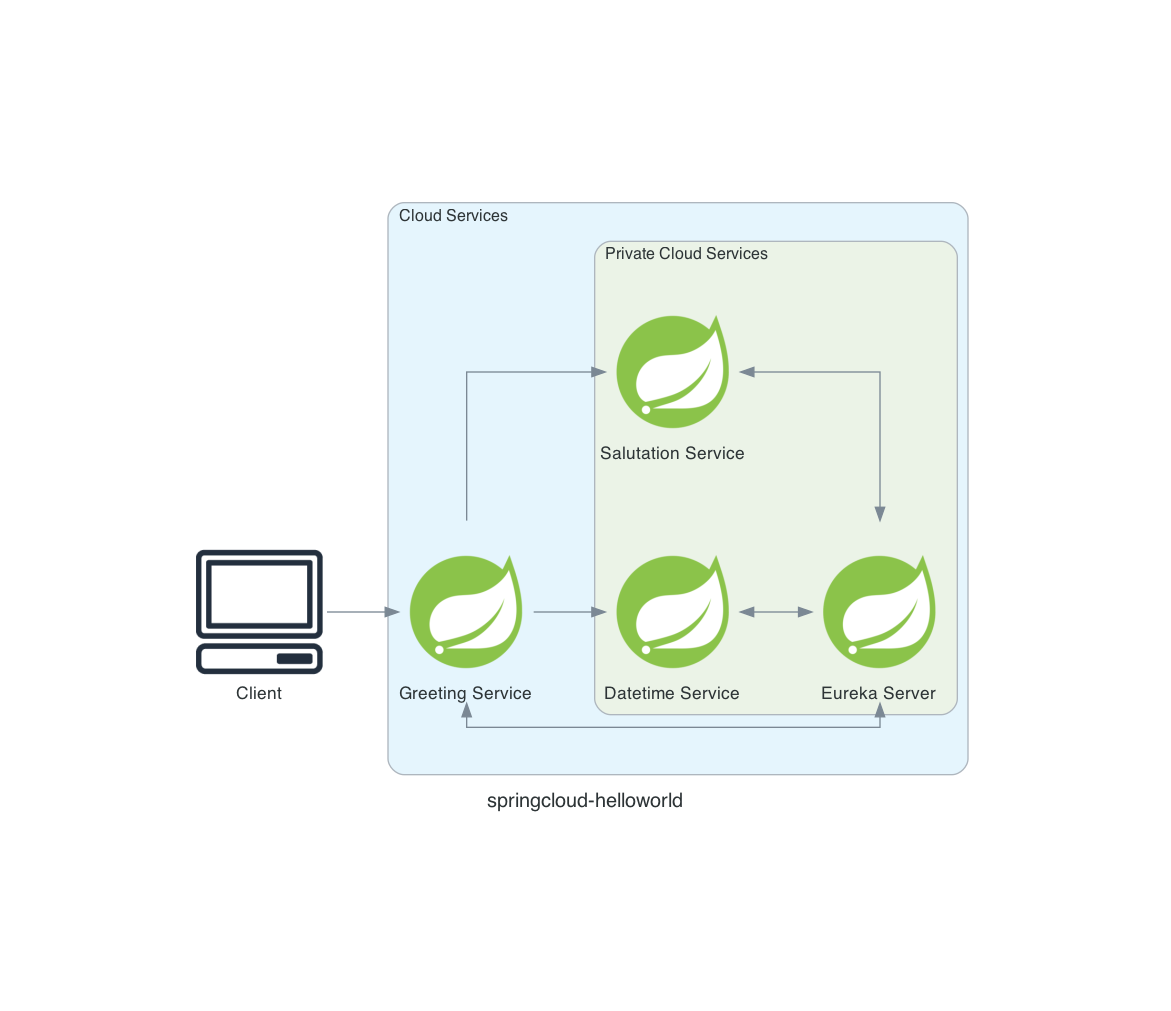 Cloud Services
Private Cloud Services
Salutation Service
Client
Greeting Service
Datetime Service
Eureka Server
springcloud-helloworld